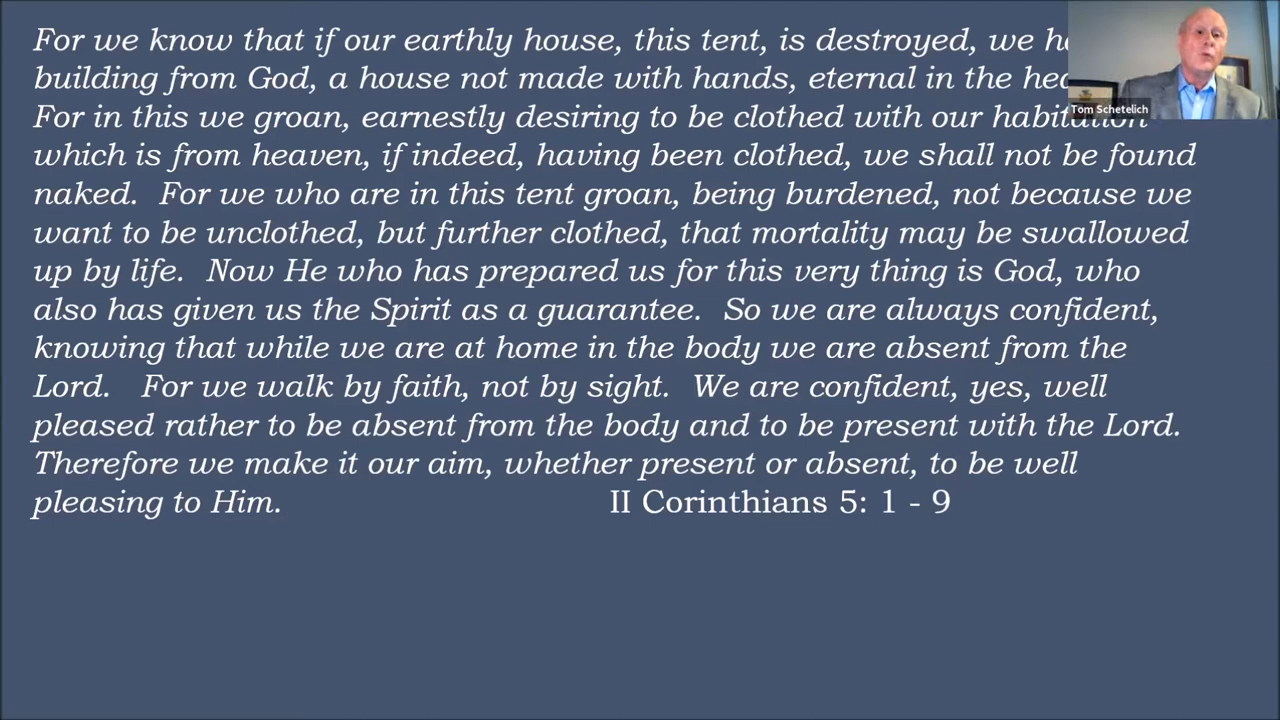 For we know that if our earthly house, this tent, is destroyed, we
building from God, a house not made with hands, eternal in the
Tom Schetelich
For in this we groan, earnestly desiring to be clothed with our habitation
which is from heaven, if indeed, having been clothed, we shall not be found
naked. For we who are in this tent groan, being burdened, not because we
want to be unclothed, but further clothed, that mortality may be swallowed
up by life. Now He who has prepared us for this very thing is God, who
also has given us the Spirit as a guarantee. So we are always confident,
knowing that while we are at home in the body we are absent from the
Lord. For we walk by faith, not by sight. We are confident, yes, well
pleased rather to be absent from the body and to be present with the Lord.
Therefore we make it our aim, whether present or absent, to be well
pleasing to Him. II Corinthians 5: 1 - 9